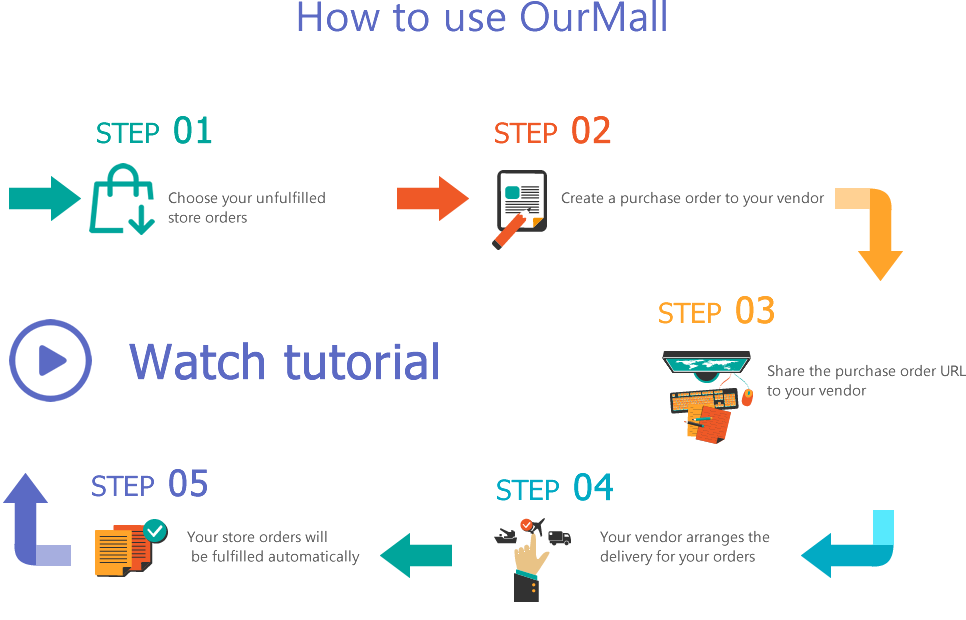 How to use OurMall
STEP 01
Choose your unfulfilled
store orders
STEP 02
Create a purchase order to your vendor
STEP 03
Share the purchase order URL
to your vendor
Watch tutorial
STEP 04
Your vendor arranges the
delivery for your orders
STEP 05
Your store orders will
be fulfilled automatically